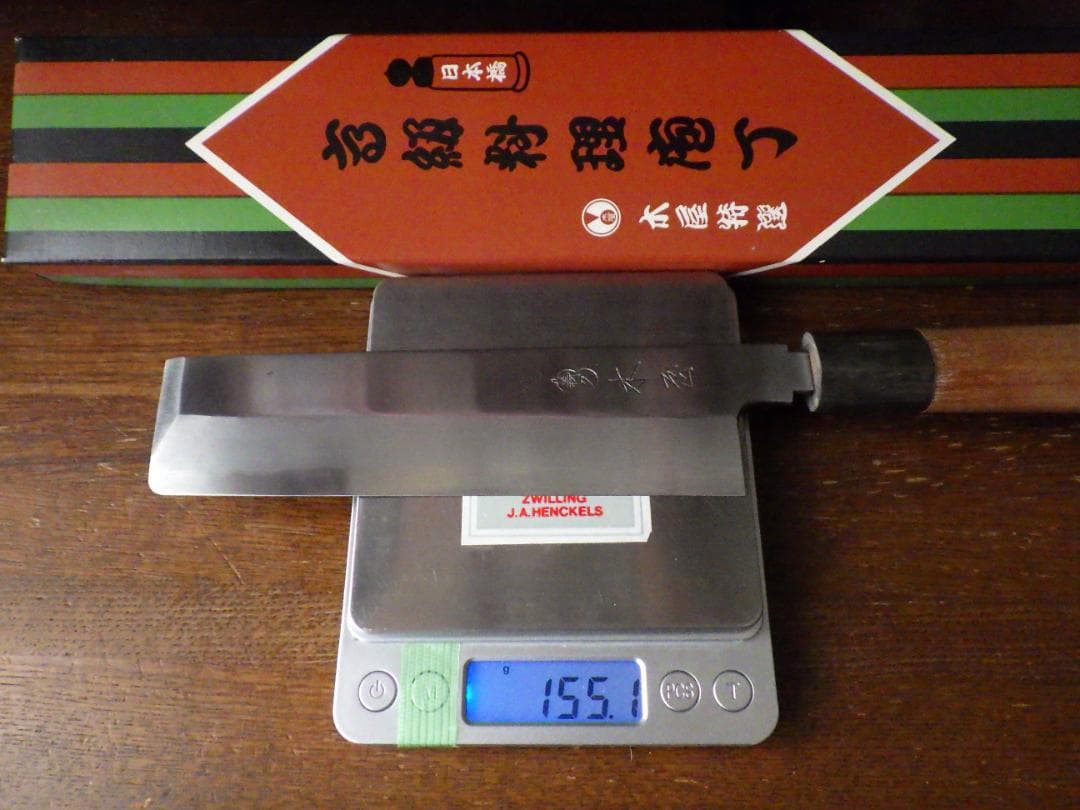 日本橋
高級料理庖丁
木屋特選
ZWILLING
J.A.HENCKELS
g
155.1
M
PCS
T